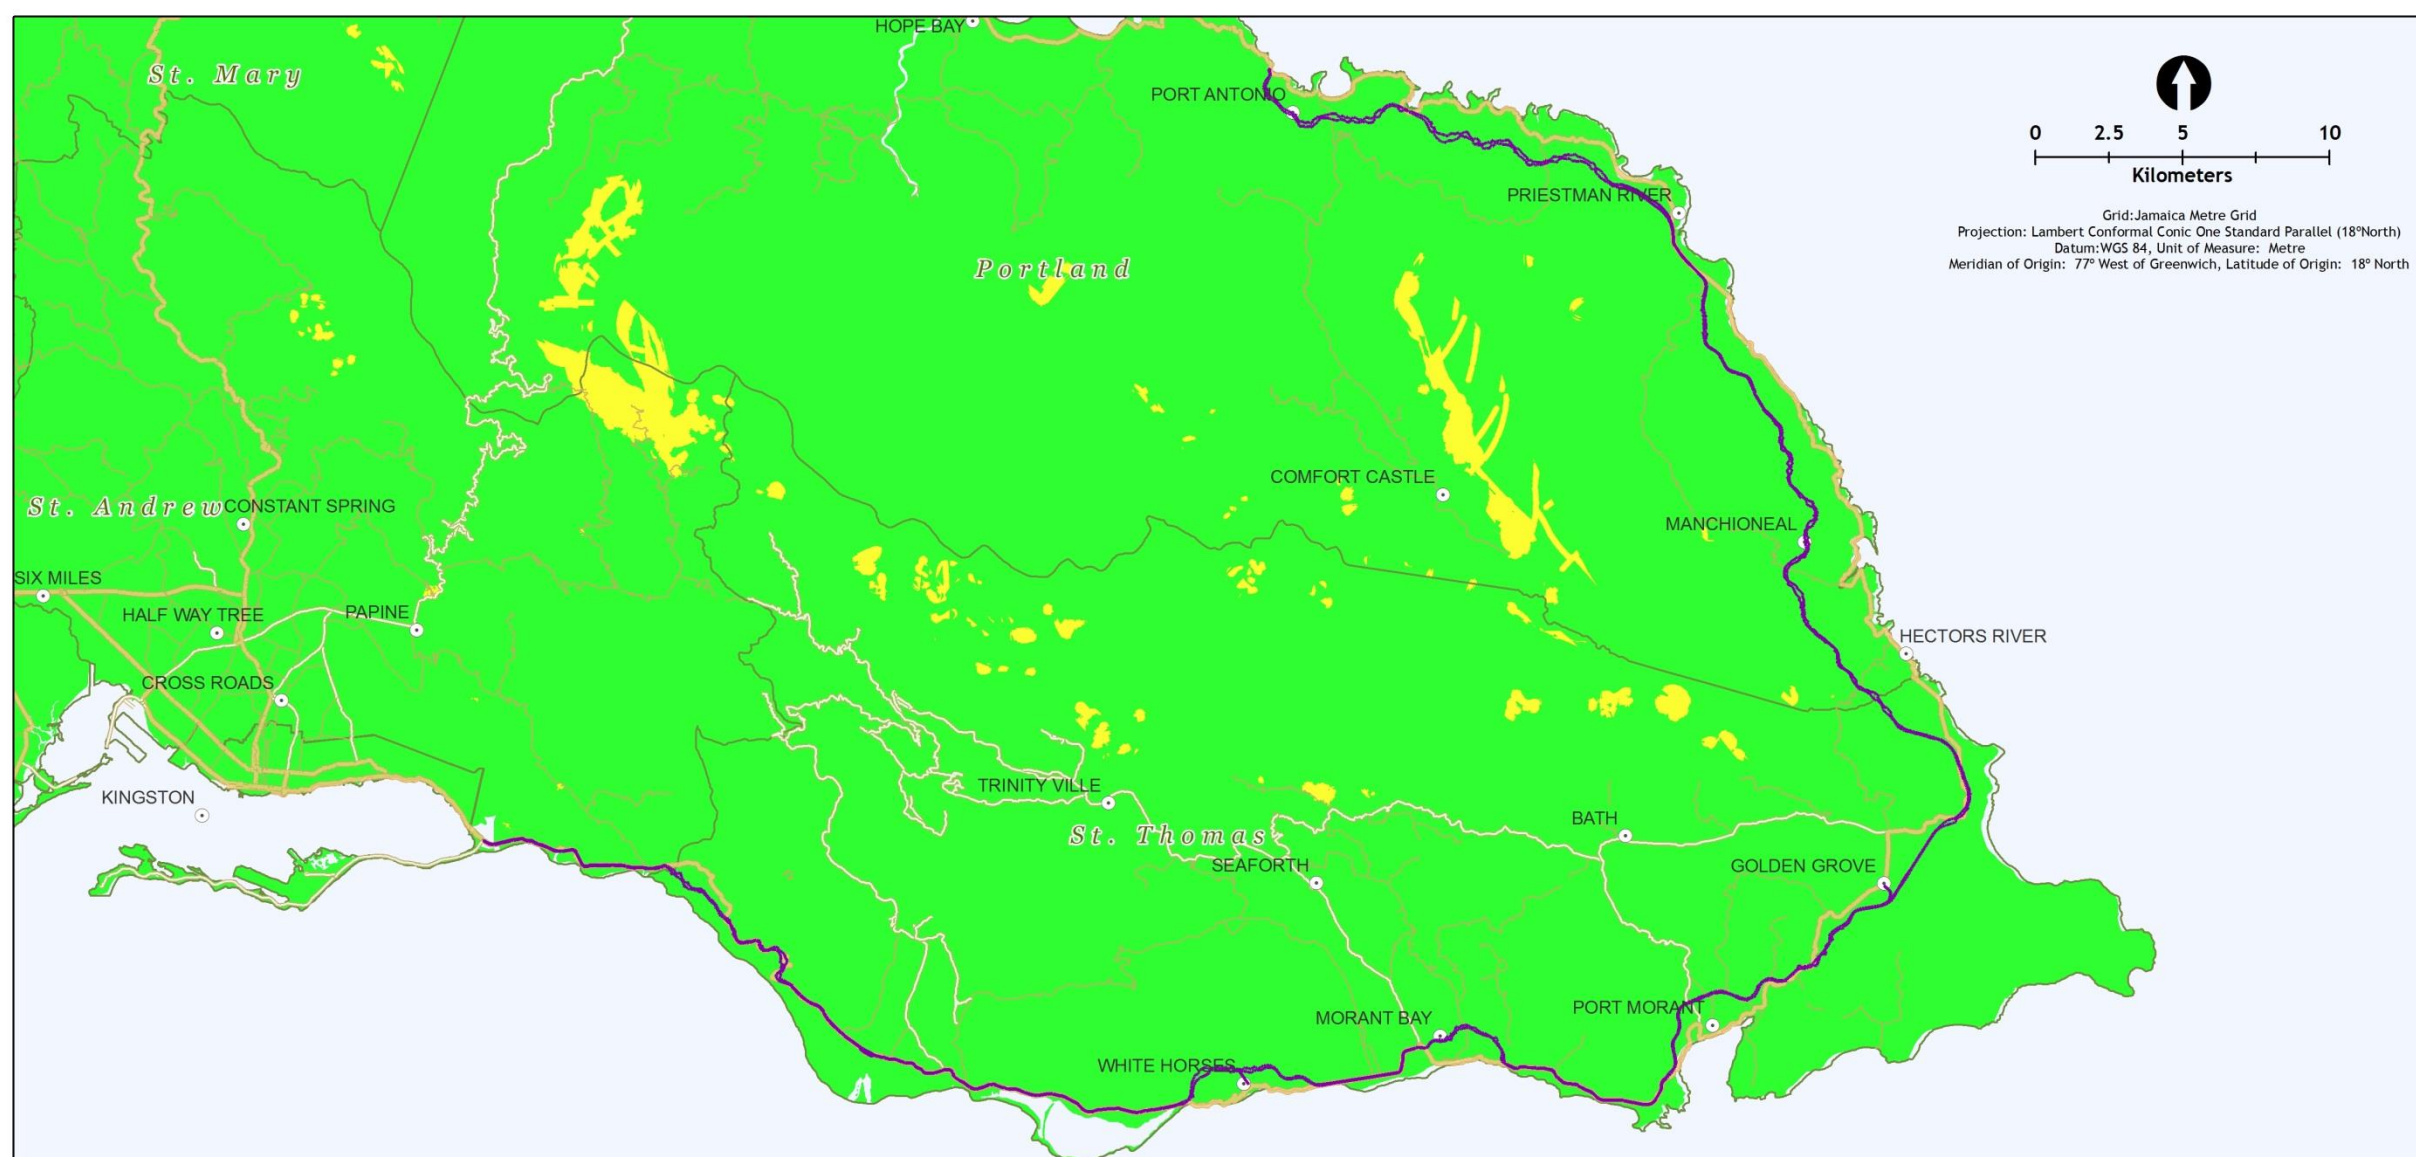 HOPE BAY
St. Mary
PORT ANTONIO
0 2.5 5 10
Kilometers
PRIESTMAN RIVER
Grid:Jamaica Metre Grid
Projection: Lambert Conformal Conic One Standard Parallel (18°North)
Datum:WGS 84, Unit of Measure: Metre
Meridian of Origin: 77° West of Greenwich, Latitude of Origin: 18° North
Portland
COMFORT CASTLE
St. Andrew
CONSTANT SPRING
MANCHIONEAL
SIX MILES
HALF WAY TREE
PAPINE
HECTORS RIVER
CROSS ROADS
TRINITY VILLE
KINGSTON
BATH
St. Thomas
SEAFORTH
GOLDEN GROVE
PORT MORANT
MORANT BAY
WHITE HORSES